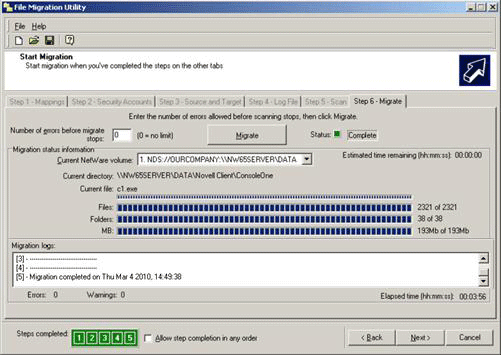 File Migration Utility
File Help
Start Migration
Start migration when you've completed the steps on the other tabs
Step 1 - Mappings Step 2 - Security Accounts Step 3 - Source and Target Step 4 - Log File Step 5 - Scan Step 6 - Migrate
Enter the number of errors allowed before scanning stops, then click Migrate.
Number of errors before migrate stops: 0 (0 = no limit) Migrate Status: Complete
Migration status information
Current NetWare volume: 1. NDS://OURCOMPANY:\\NW65SERVER\DATA Estimated time remaining (hh:mm:ss): 00:00:00
Current directory: \\NW65SERVER\DATA\Novell Client\ConsoleOne
Current file: c1.exe
Files: 2321 of 2321
Folders: 38 of 38
MB: 193Mb of 193Mb
Migration logs:
[3] - --------------------------------
[4] - --------------------------------
[5] - Migration completed on Thu Mar 4 2010, 14:49:38
Errors: 0 Warnings: 0 Elapsed time (hh:mm:ss): 00:03:56
Steps completed: 1 2 3 4 5 Allow step completion in any order < Back Next > Cancel